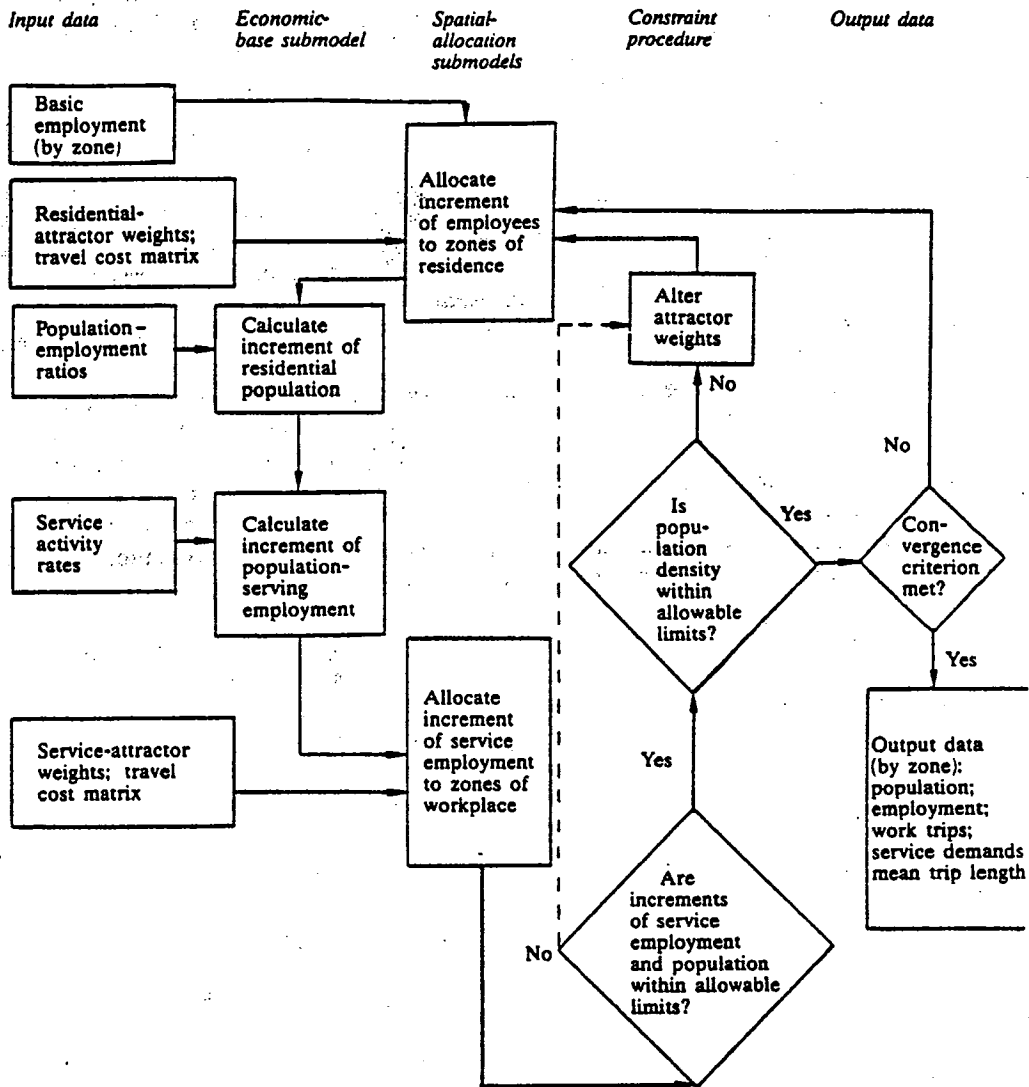 Input data
Economic-
base submodel
Spatial-
allocation
submodels
Constraint
procedure
Output data
Basic
employment
(by zone)
Allocate
increment
of employees
to zones of
residence
Residential-
attractor weights;
travel cost matrix
Alter
attractor
weights
Population–
employment
ratios
Calculate
increment of
residential
population
No
No
Service
activity
rates
Calculate
increment of
population-
serving
employment
Is
popu-
lation
density
within
allowable
limits?
Yes
Con-
vergence
criterion
met?
Yes
Service-attractor
weights; travel
cost matrix
Allocate
increment
of service
employment
to zones of
workplace
Yes
Output data
(by zone):
population;
employment;
work trips;
service demands
mean trip length
Are
increments
of service
employment
and population
within allowable
limits?
No